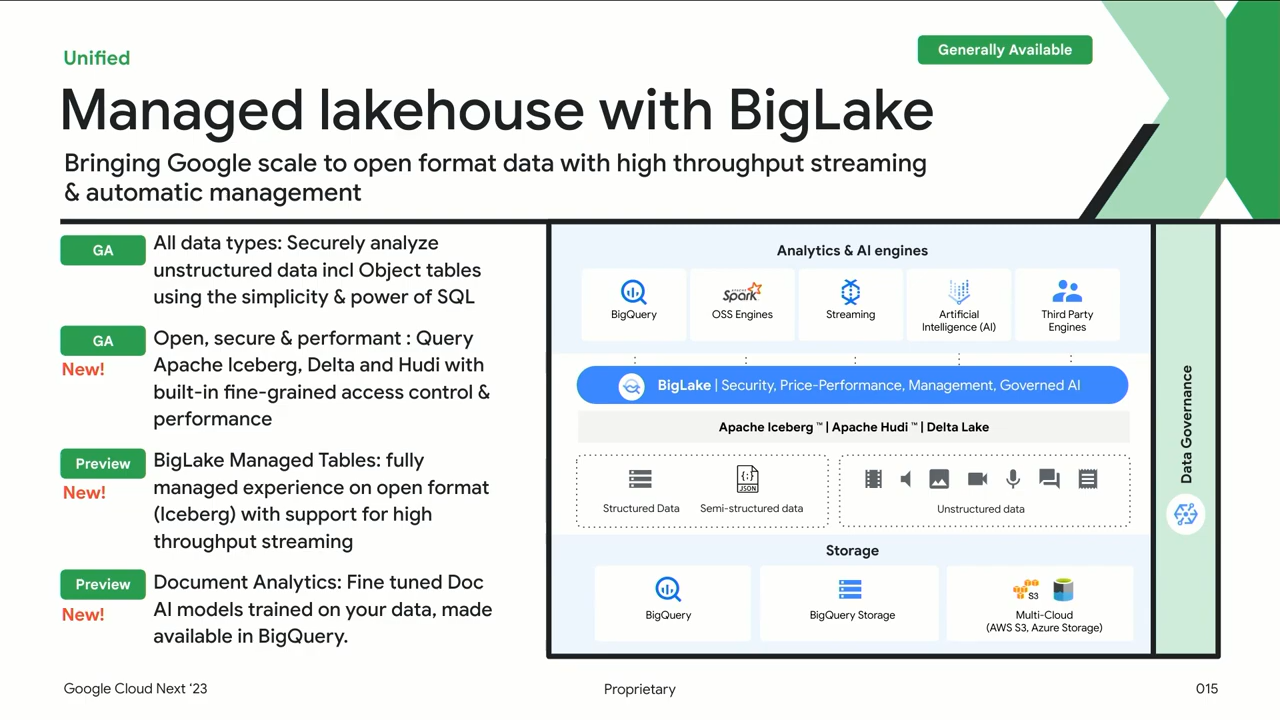 Unified
Generally Available
Managed lakehouse with BigLake
Bringing Google scale to open format data with high throughput streaming
& automatic management
GA
All data types: Securely analyze
unstructured data incl Object tables
using the simplicity & power of SQL
GA
New!
Open, secure & performant : Query
Apache Iceberg, Delta and Hudi with
built-in fine-grained access control &
performance
Preview
New!
BigLake Managed Tables: fully
managed experience on open format
(Iceberg) with support for high
throughput streaming
Preview
New!
Document Analytics: Fine tuned Doc
AI models trained on your data, made
available in BigQuery.
Analytics & AI engines
BigQuery
APACHE Spark
OSS Engines
Streaming
Artificial
Intelligence (AI)
Third Party
Engines
BigLake | Security, Price-Performance, Management, Governed AI
Apache Iceberg ™ | Apache Hudi ™ | Delta Lake
{;}
JSON
Structured Data
Semi-structured data
Unstructured data
Storage
BigQuery
BigQuery Storage
S3
Multi-Cloud
(AWS S3, Azure Storage)
Data Governance
Google Cloud Next ‘23
Proprietary
015